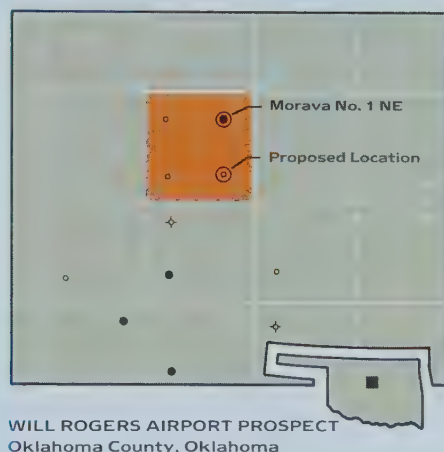 Morava No. 1 NE
Proposed Location
WILL ROGERS AIRPORT PROSPECT
Oklahoma County, Oklahoma